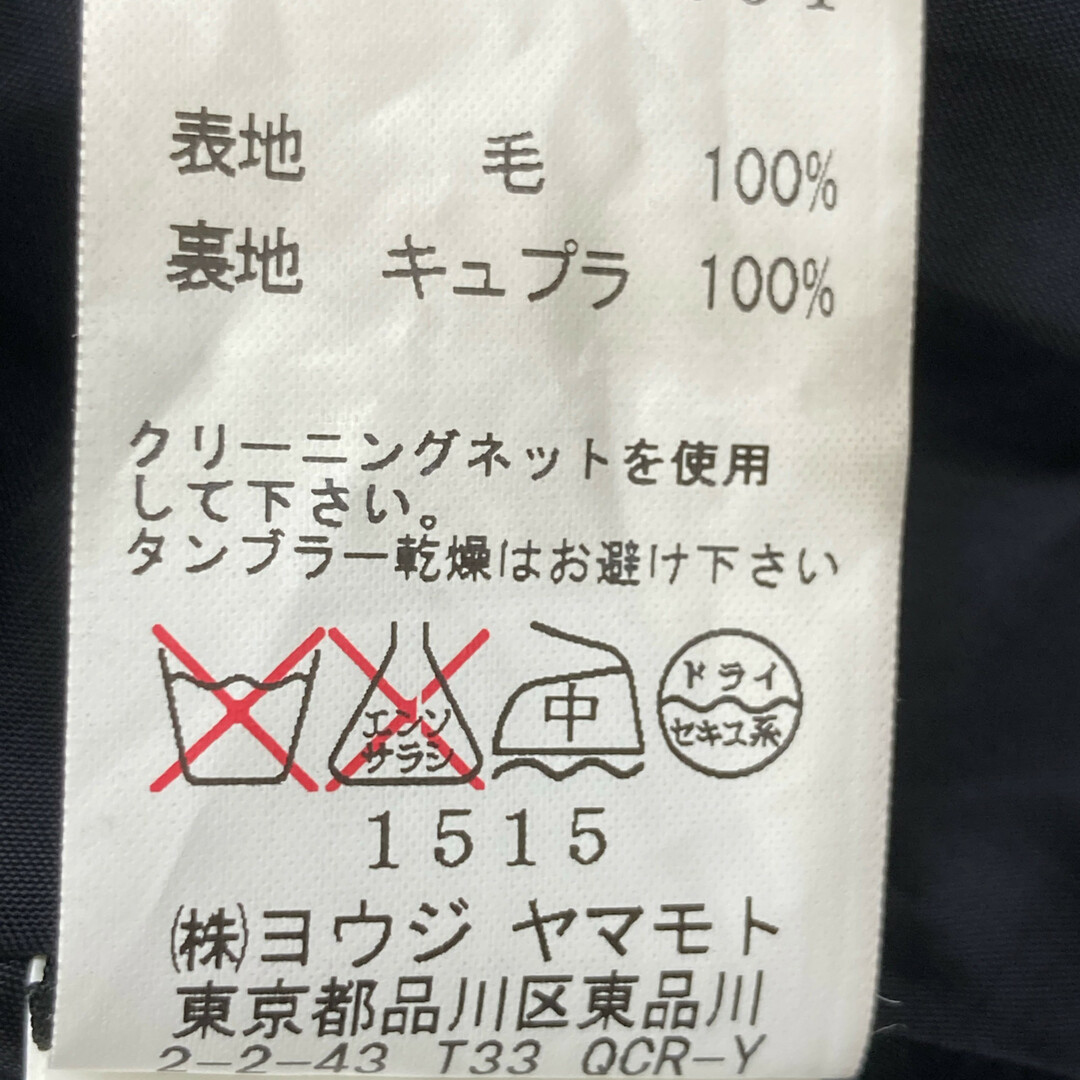 表地 毛 100%
裏地 キュプラ 100%
クリーニングネットを使用
して下さい。
タンブラー乾燥はお避け下さい
エンソ
サラシ
中
ドライ
セキユ系
1515
㈱ヨウジ ヤマモト
東京都品川区東品川
2-2-43 T33 QCR-Y